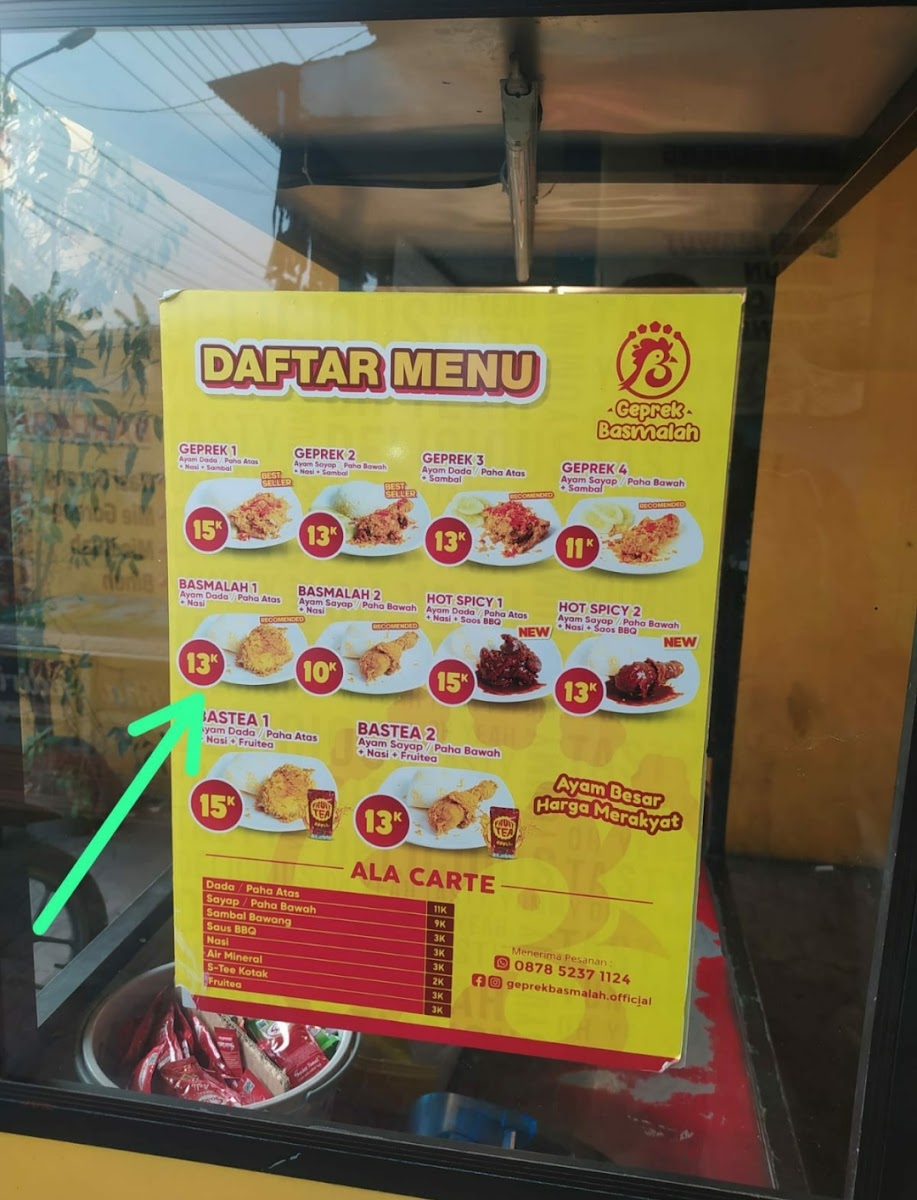 DAFTAR MENU
Geprek
Basmalah
GEPREK 1
Ayam Dada / Paha Atas
+ Nasi + Sambal
BEST
SELLER
15K
GEPREK 2
Ayam Sayap / Paha Bawah
+ Nasi + Sambal
BEST
SELLER
13K
GEPREK 3
Ayam Dada / Paha Atas
+ Sambal
RECOMENDED
13K
GEPREK 4
Ayam Sayap / Paha Bawah
+ Sambal
RECOMENDED
11K
BASMALAH 1
Ayam Dada / Paha Atas
+ Nasi
RECOMENDED
13K
BASMALAH 2
Ayam Sayap / Paha Bawah
+ Nasi
RECOMENDED
10K
HOT SPICY 1
Ayam Dada / Paha Atas
+ Nasi + Saos BBQ
NEW
15K
HOT SPICY 2
Ayam Sayap / Paha Bawah
+ Nasi + Saos BBQ
NEW
13K
BASTEA 1
Ayam Dada / Paha Atas
+ Nasi + Fruitea
15K
FRUIT
TEA
BASTEA 2
Ayam Sayap / Paha Bawah
+ Nasi + Fruitea
13K
FRUIT
TEA
Ayam Besar
Harga Merakyat
ALA CARTE
Dada / Paha Atas 11K
Sayap / Paha Bawah 9K
Sambal Bawang 3K
Saus BBQ 3K
Nasi 3K
Air Mineral 2K
S-Tee Kotak 3K
Fruitea 3K
Menerima Pesanan :
0878 5237 1124
geprekbasmalah.official